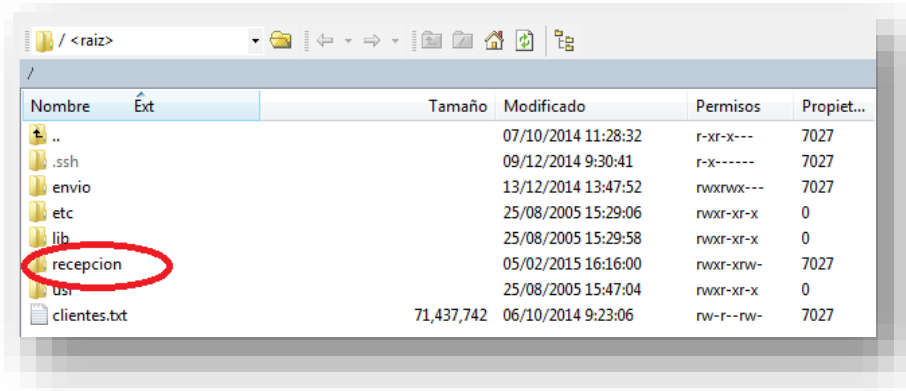 / <raiz>
/
Nombre Ext Tamaño Modificado Permisos Propiet...
.. 07/10/2014 11:28:32 r-xr-x--- 7027
.ssh 09/12/2014 9:30:41 r-x------ 7027
envio 13/12/2014 13:47:52 rwxrwx--- 7027
etc 25/08/2005 15:29:06 rwxr-xr-x 0
lib 25/08/2005 15:29:58 rwxr-xr-x 0
recepcion 05/02/2015 16:16:00 rwxr-xrw- 7027
usr 25/08/2005 15:47:04 rwxr-xr-x 0
clientes.txt 71,437,742 06/10/2014 9:23:06 rw-r--rw- 7027